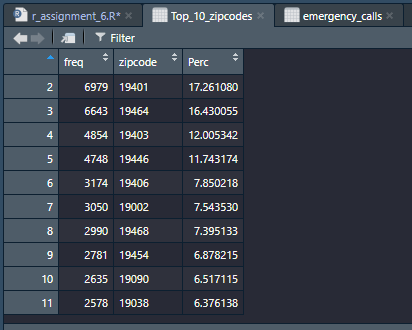 r_assignment_6.R* Top_10_zipcodes emergency_calls
Filter
freq zipcode Perc
2 6979 19401 17.261080
3 6643 19464 16.430055
4 4854 19403 12.005342
5 4748 19446 11.743174
6 3174 19406 7.850218
7 3050 19002 7.543530
8 2990 19468 7.395133
9 2781 19454 6.878215
10 2635 19090 6.517115
11 2578 19038 6.376138